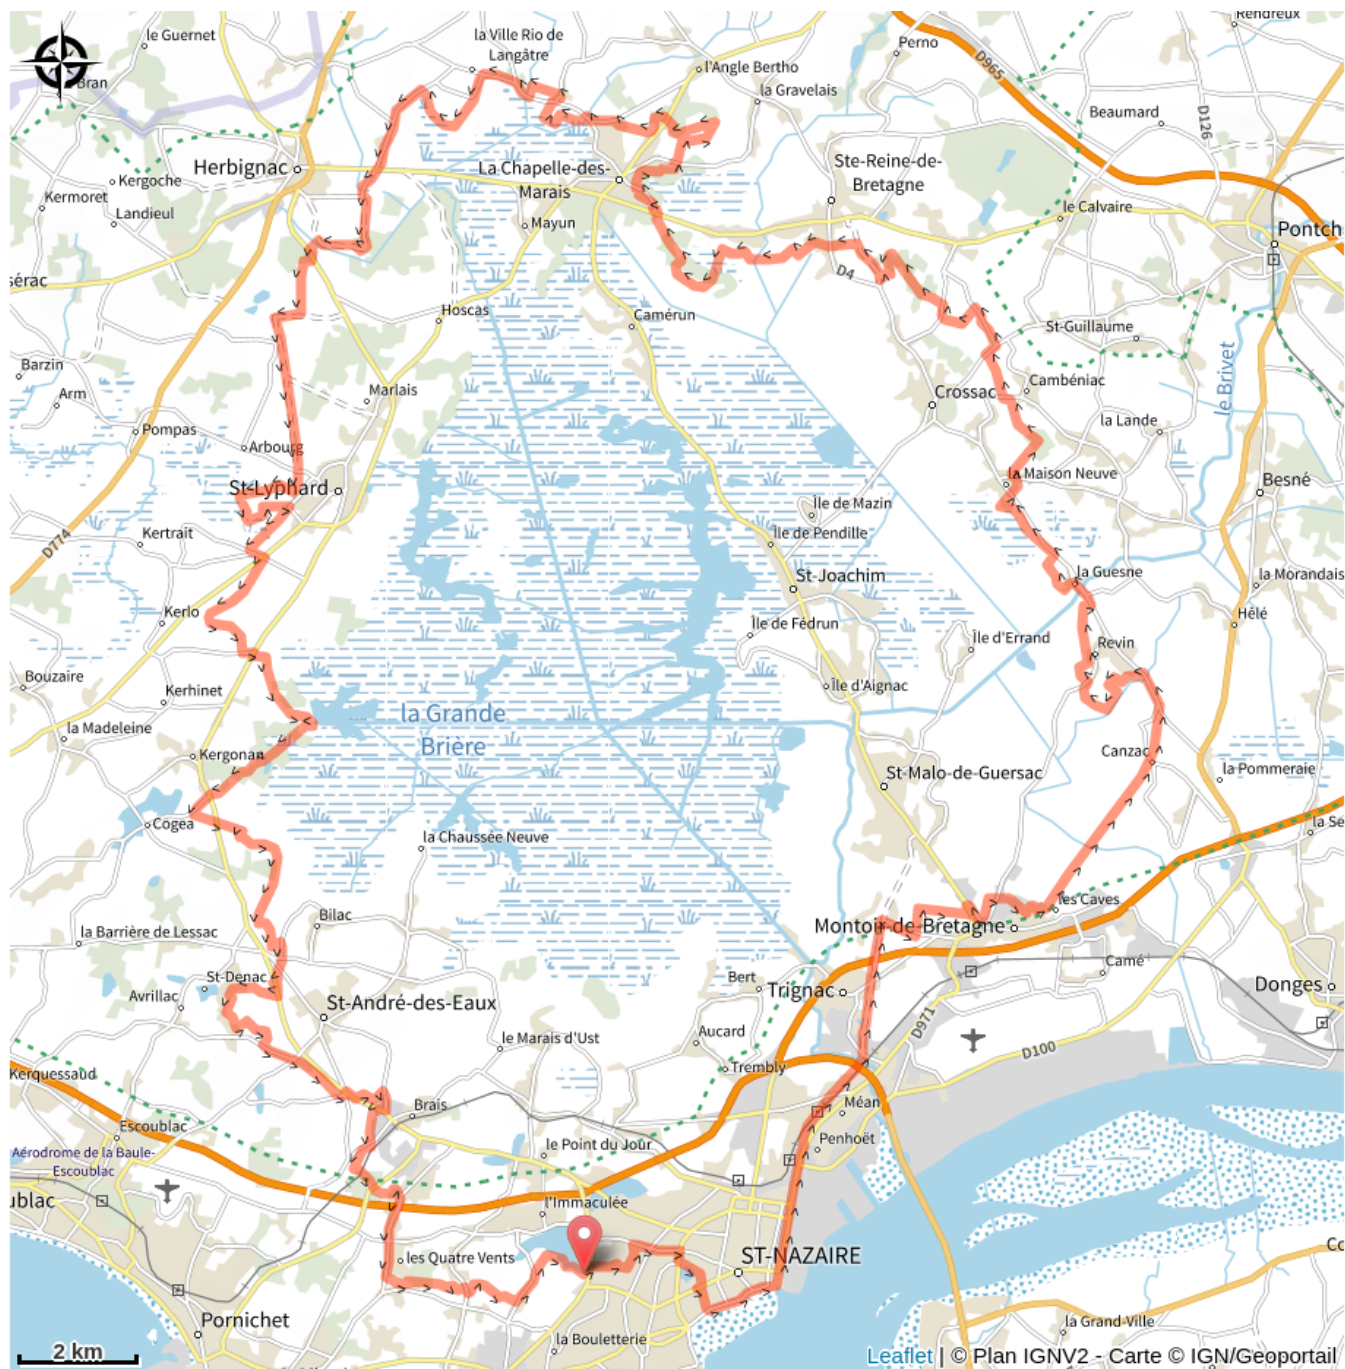 le Guernet
la Ville Rio de
Langâtre
Perno
Rendreux
D965
Bran
l'Angle Bertho
la Gravelais
Beaumard
D126
Herbignac
Kergoche
Kermoret
Landieul
La Chapelle-des-
Marais
Mayun
Ste-Reine-de-
Bretagne
le Calvaire
Pontch
sérac
Hoscas
Camérun
D4
St-Guillaume
le Brivet
Barzin
Arm
Marlais
Crossac
Cambéniac
la Lande
Pompas
Arbourg
St-Lyphard
la Maison Neuve
Besné
D774
Kertrait
Île de Mazin
Île de Pendille
St-Joachim
la Guesne
la Morandais
Kerlo
Île de Fédrun
Île d'Errand
Revin
Hélé
Bouzaire
Kerhinet
Île d'Aignac
la Madeleine
Kergonan
la Grande
Brière
Canzac
St-Malo-de-Guersac
la Pommeraie
Cogea
la Chaussée Neuve
la Se
Bilac
les Caves
la Barrière de Lessac
Montoir-de-Bretagne
St-Denac
Avrillac
St-André-des-Eaux
Bert
Trignac
Camé
Donges
le Marais d'Ust
Aucard
D971
D100
Kerquessaud
Trembly
Brais
Méan
Escoublac
le Point du Jour
Penhoët
Aérodrome de la Baule-
Escoublac
ublac
l'Immaculée
les Quatre Vents
ST-NAZAIRE
Co
Pornichet
la Bouletterie
la Grand-Ville
2 km
Leaflet | © Plan IGNV2 - Carte © IGN/Geoportail